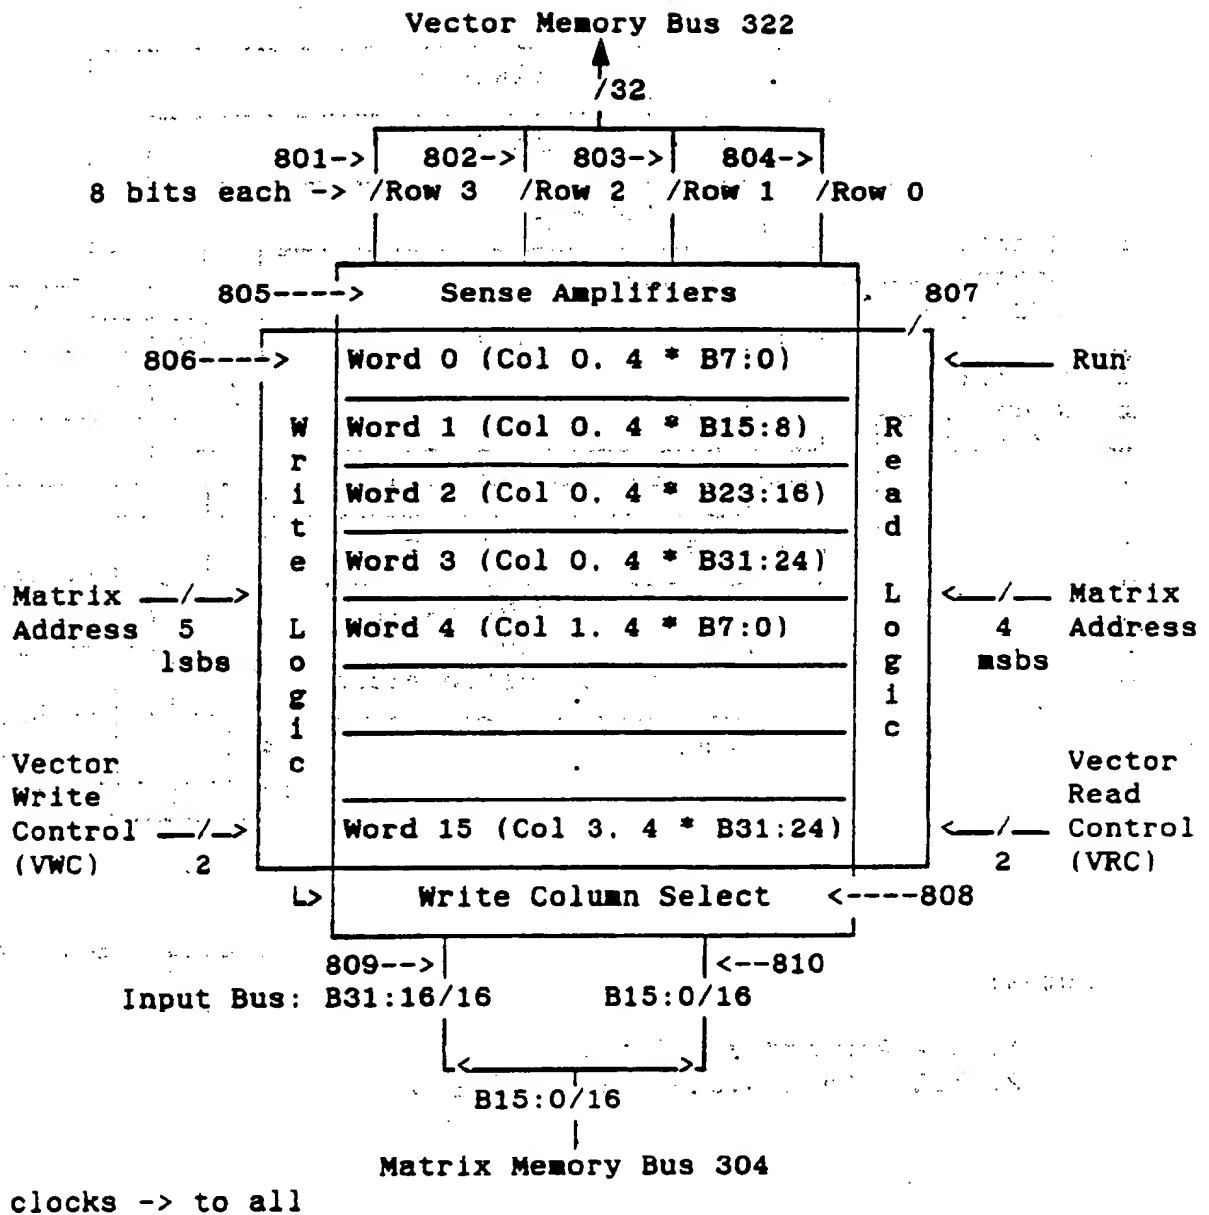 Vector Memory Bus 322
/32
801-> 802-> 803-> 804->
8 bits each -> /Row 3 /Row 2 /Row 1 /Row 0
805----> Sense Amplifiers 807
806----> Word 0 (Col 0. 4 * B7:0) <—— Run
Word 1 (Col 0. 4 * B15:8)
Word 2 (Col 0. 4 * B23:16)
Word 3 (Col 0. 4 * B31:24)
Word 4 (Col 1. 4 * B7:0)
.
.
Word 15 (Col 3. 4 * B31:24)
Write Logic
Read Logic
Matrix —/—>
Address 5
lsbs
Vector
Write
Control —/—>
(VWC) 2
<—/— Matrix
4 Address
msbs
Vector
Read
<—/— Control
2 (VRC)
L> Write Column Select <----808
809--> <--810
Input Bus: B31:16/16 B15:0/16
< >
B15:0/16
Matrix Memory Bus 304
clocks -> to all